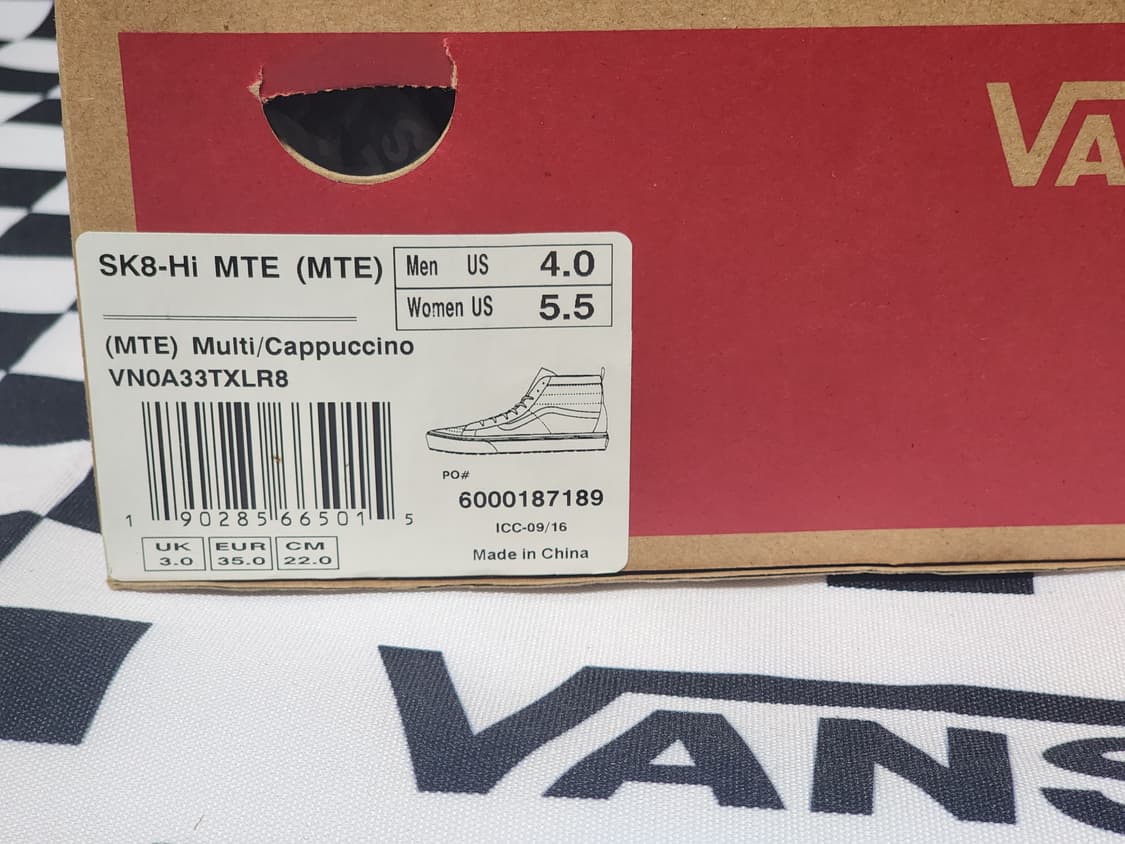 VA
SK8-Hi MTE (MTE)
Men US 4.0
Women US 5.5
(MTE) Multi/Cappuccino
VN0A33TXLR8
1 90285 66501 5
PO#
6000187189
ICC-09/16
Made in China
UK EUR CM
3.0 35.0 22.0
VANS